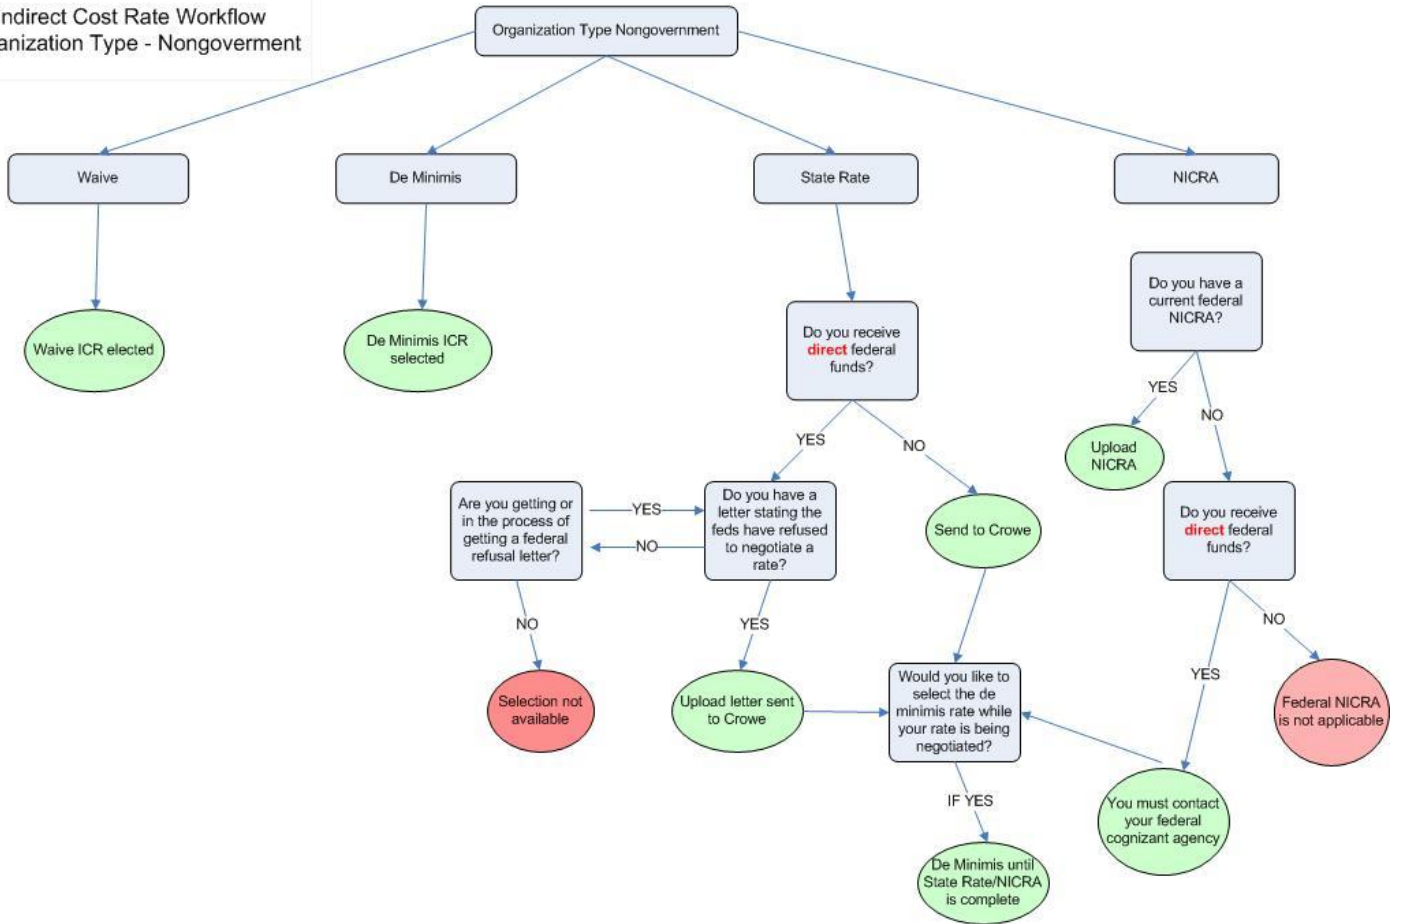 ndirect Cost Rate Workflow
anization Type - Nongoverment
Organization Type Nongovernment
Waive
De Minimis
State Rate
NICRA
Do you have a
current federal
NICRA?
Waive ICR elected
De Minimis ICR
selected
Do you receive
direct federal
funds?
YES
NO
YES
NO
Upload
NICRA
Are you getting or
in the process of
getting a federal
refusal letter?
YES
NO
Do you have a
letter stating the
feds have refused
to negotiate a
rate?
Send to Crowe
Do you receive
direct federal
funds?
NO
YES
NO
YES
Selection not
available
Upload letter sent
to Crowe
Would you like to
select the de
minimis rate while
your rate is being
negotiated?
Federal NICRA
is not applicable
IF YES
You must contact
your federal
cognizant agency
De Minimis until
State Rate/NICRA
is complete